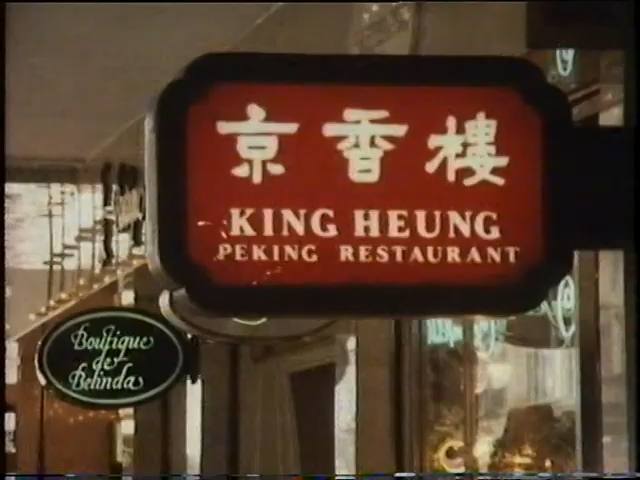 京香樓
KING HEUNG
PEKING RESTAURANT
Boutique
de
Belinda